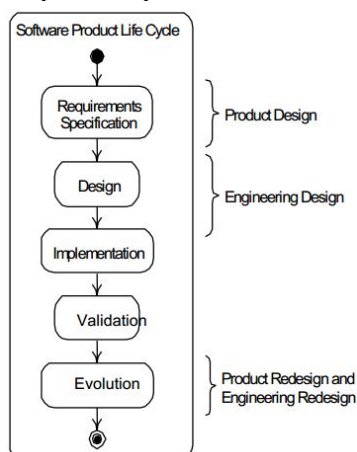 Software Product Life Cycle
Requirements
Specification
Product Design
Design
Engineering Design
Implementation
Validation
Evolution
Product Redesign and
Engineering Redesign